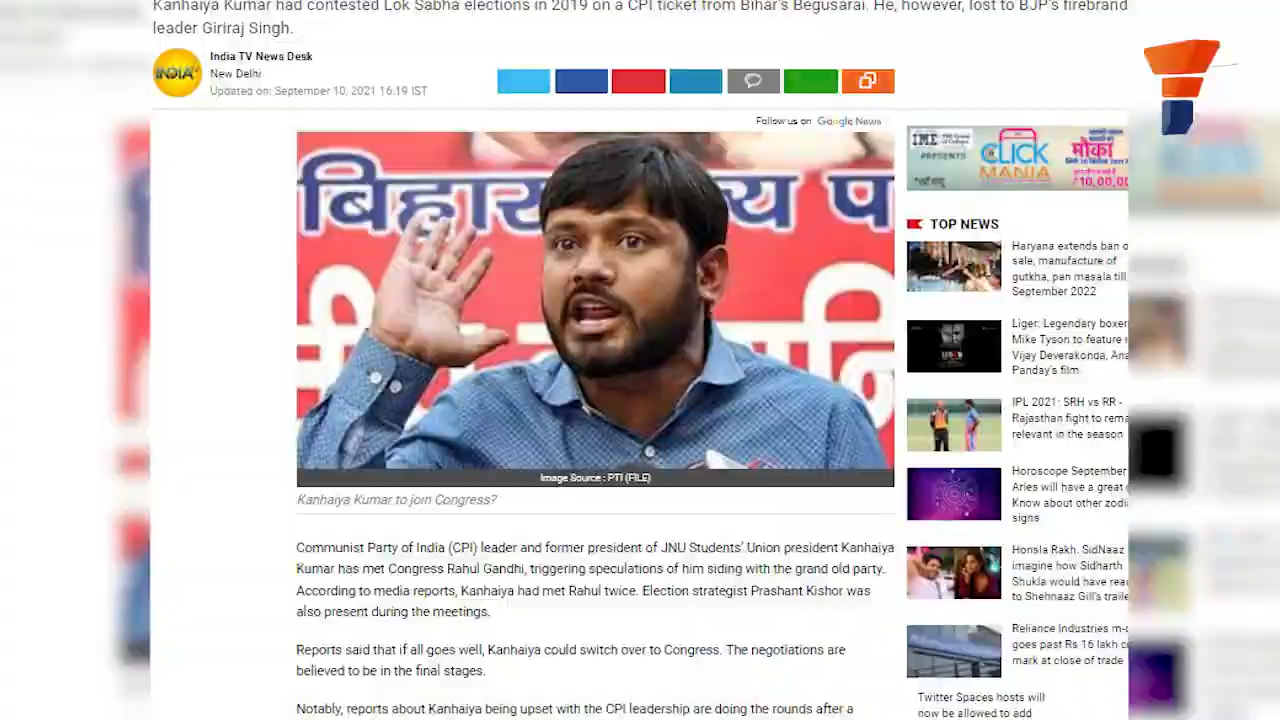 Kanhaiya Kumar had contested Lok Sabha elections in 2019 on a CPI ticket from Bihar's Begusarai. He, however, lost to BJP's firebrand
leader Giriraj Singh.
INDIA
India TV News Desk
New Delhi
Updated on: September 10, 2021 16:19 IST
Follow us on Google News
बिहार
य प
Image Source : PTI (FILE)
Kanhaiya Kumar to join Congress?
Communist Party of India (CPI) leader and former president of JNU Students' Union president Kanhaiya
Kumar has met Congress Rahul Gandhi, triggering speculations of him siding with the grand old party.
According to media reports, Kanhaiya had met Rahul twice. Election strategist Prashant Kishor was
also present during the meetings.
Reports said that if all goes well, Kanhaiya could switch over to Congress. The negotiations are
believed to be in the final stages.
Notably, reports about Kanhaiya being upset with the CPI leadership are doing the rounds after a
IME
PRESENTS
CLICK
MANIA
मोका
10,00,00
TOP NEWS
Haryana extends ban o
sale, manufacture of
gutkha, pan masala till
September 2022
Liger: Legendary boxer
Mike Tyson to feature i
Vijay Deverakonda, Ana
Panday's film
IPL 2021: SRH vs RR -
Rajasthan fight to rema
relevant in the season
Horoscope September
Aries will have a great
Know about other zodi
signs
Honsla Rakh. SidNaaz
imagine how Sidharth
Shukla would have rea
to Shehnaaz Gill's traile
Reliance Industries m-c
goes past Rs 16 lakh c
mark at close of trade
Twitter Spaces hosts will
now be allowed to add